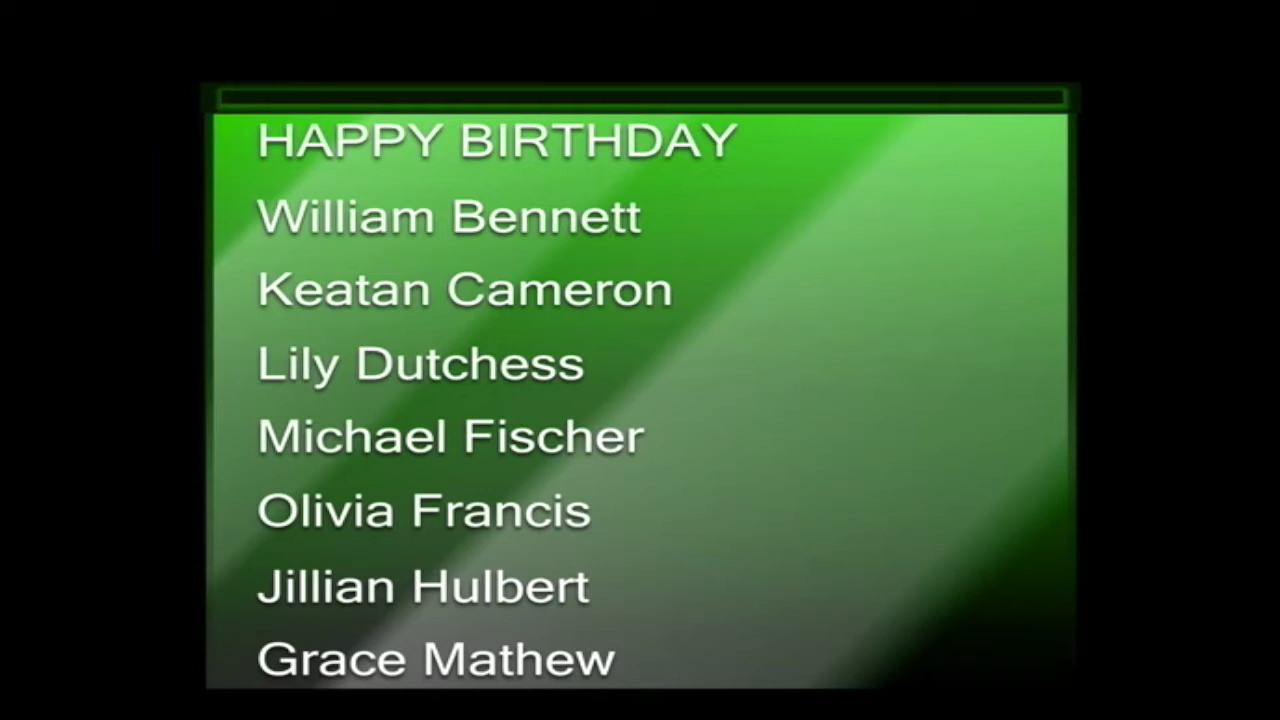 HAPPY BIRTHDAY
William Bennett
Keatan Cameron
Lily Dutchess
Michael Fischer
Olivia Francis
Jillian Hulbert
Grace Mathew